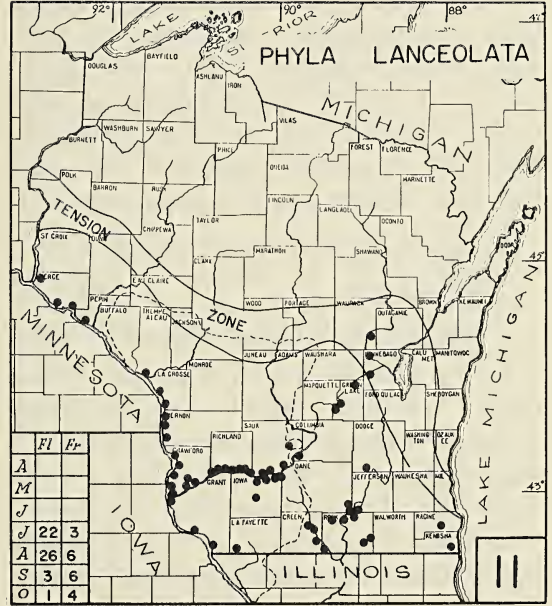 92°
90°
88°
47°
LAKE SUPERIOR
PHYLA LANCEOLATA
DOUGLAS
BAYFIELD
ASHLAND
IRON
MICHIGAN
VILAS
WASHBURN SAWYER
BURNETT
FOREST FLORENCE
ONEIDA
MARINETTE
POLK
BARRON
RUSK
LINCOLN
LANGLADE
OCONTO
TENSION
CHIPPEWA
TAYLOR
ST CROIX
DUNN
MARATHON
SHAWANO
DOOR
45°
CLARK
PIERCE
EAU CLAIRE
PEPIN
BUFFALO
ZONE
WOOD
PORTAGE
WAUPACA
BROWN
KEWAUNEE
OUTAGAMIE
MINNESOTA
JACKSON
MONROE
JUNEAU
ADAMS
WAUSHARA
CALUMET
MANITOWOC
LA CROSSE
MARQUETTE
GREEN LAKE
FOND DU LAC
SHEBOYGAN
LAKE MICHIGAN
VERNON
SAUK
COLUMBIA
DODGE
WASHINGTON
OZAUKEE
RICHLAND
CRAWFORD
DANE
JEFFERSON
WAUKESHA
MIL
43°
GRANT
IOWA
LA FAYETTE
GREEN
WALWORTH
RACINE
KENOSHA
Fl Fr
A
M
J
J 22 3
A 26 6
S 3 6
O 1 4
IOWA
ILLINOIS
11